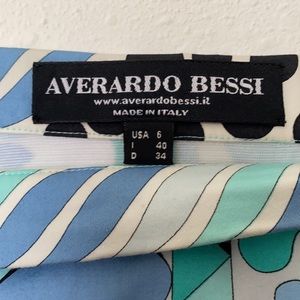 AVERARDO BESSI
www.averardobessi.it
MADE IN ITALY
USA 6
I 40
D 34